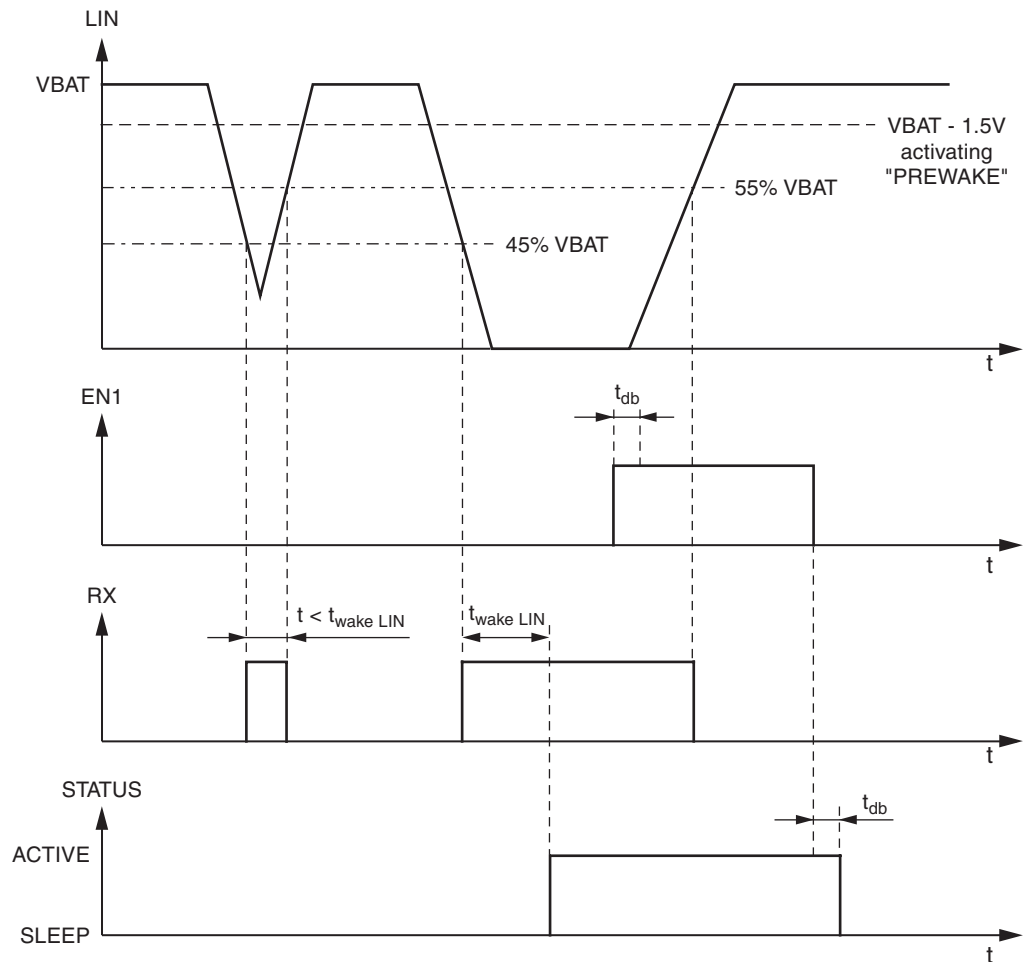 LIN
VBAT
VBAT - 1.5V
activating
"PREWAKE"
55% VBAT
45% VBAT
t
EN1
tdb
t
RX
t < twake LIN
twake LIN
t
STATUS
tdb
ACTIVE
SLEEP
t